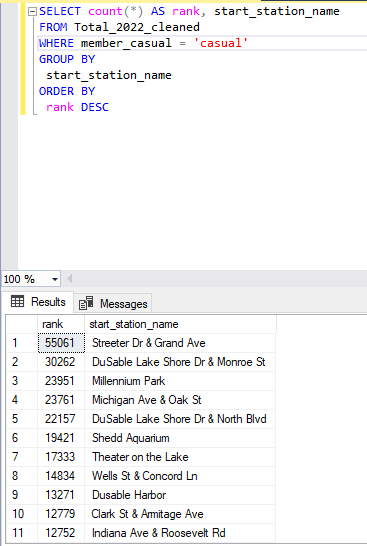 SELECT count(*) AS rank, start_station_name
FROM Total_2022_cleaned
WHERE member_casual = 'casual'
GROUP BY
start_station_name
ORDER BY
rank DESC
100 %
Results Messages
rank start_station_name
1 55061 Streeter Dr & Grand Ave
2 30262 DuSable Lake Shore Dr & Monroe St
3 23951 Millennium Park
4 23761 Michigan Ave & Oak St
5 22157 DuSable Lake Shore Dr & North Blvd
6 19421 Shedd Aquarium
7 17333 Theater on the Lake
8 14834 Wells St & Concord Ln
9 13271 Dusable Harbor
10 12779 Clark St & Armitage Ave
11 12752 Indiana Ave & Roosevelt Rd